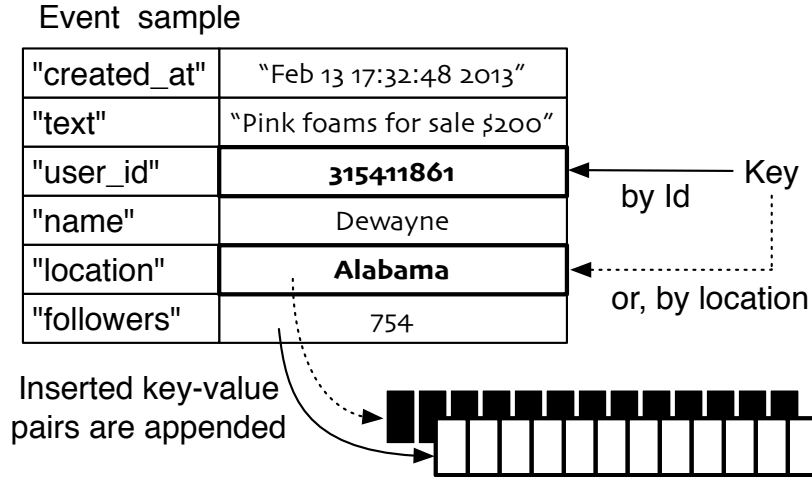 Event sample
"created_at" “Feb 13 17:32:48 2013”
"text" “Pink foams for sale $200”
"user_id" 315411861
Key
by Id
"name" Dewayne
"location" Alabama
or, by location
"followers" 754
Inserted key-value
pairs are appended